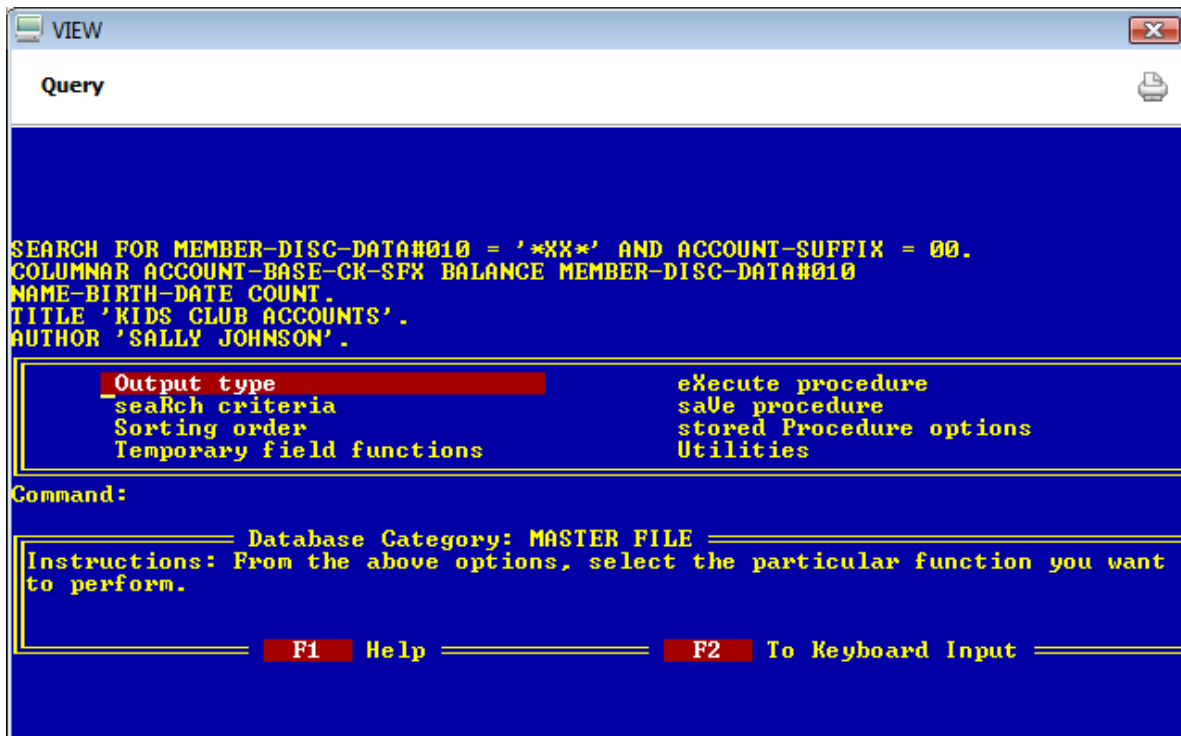 VIEW
Query
SEARCH FOR MEMBER-DISC-DATA#010 = '*XX*' AND ACCOUNT-SUFFIX = 00.
COLUMNAR ACCOUNT-BASE-CK-SFX BALANCE MEMBER-DISC-DATA#010
NAME-BIRTH-DATE COUNT.
TITLE 'KIDS CLUB ACCOUNTS'.
AUTHOR 'SALLY JOHNSON'.
Output type eXecute procedure
seaRch criteria saVe procedure
Sorting order stored Procedure options
Temporary field functions Utilities
Command:
Database Category: MASTER FILE
Instructions: From the above options, select the particular function you want
to perform.
F1 Help F2 To Keyboard Input